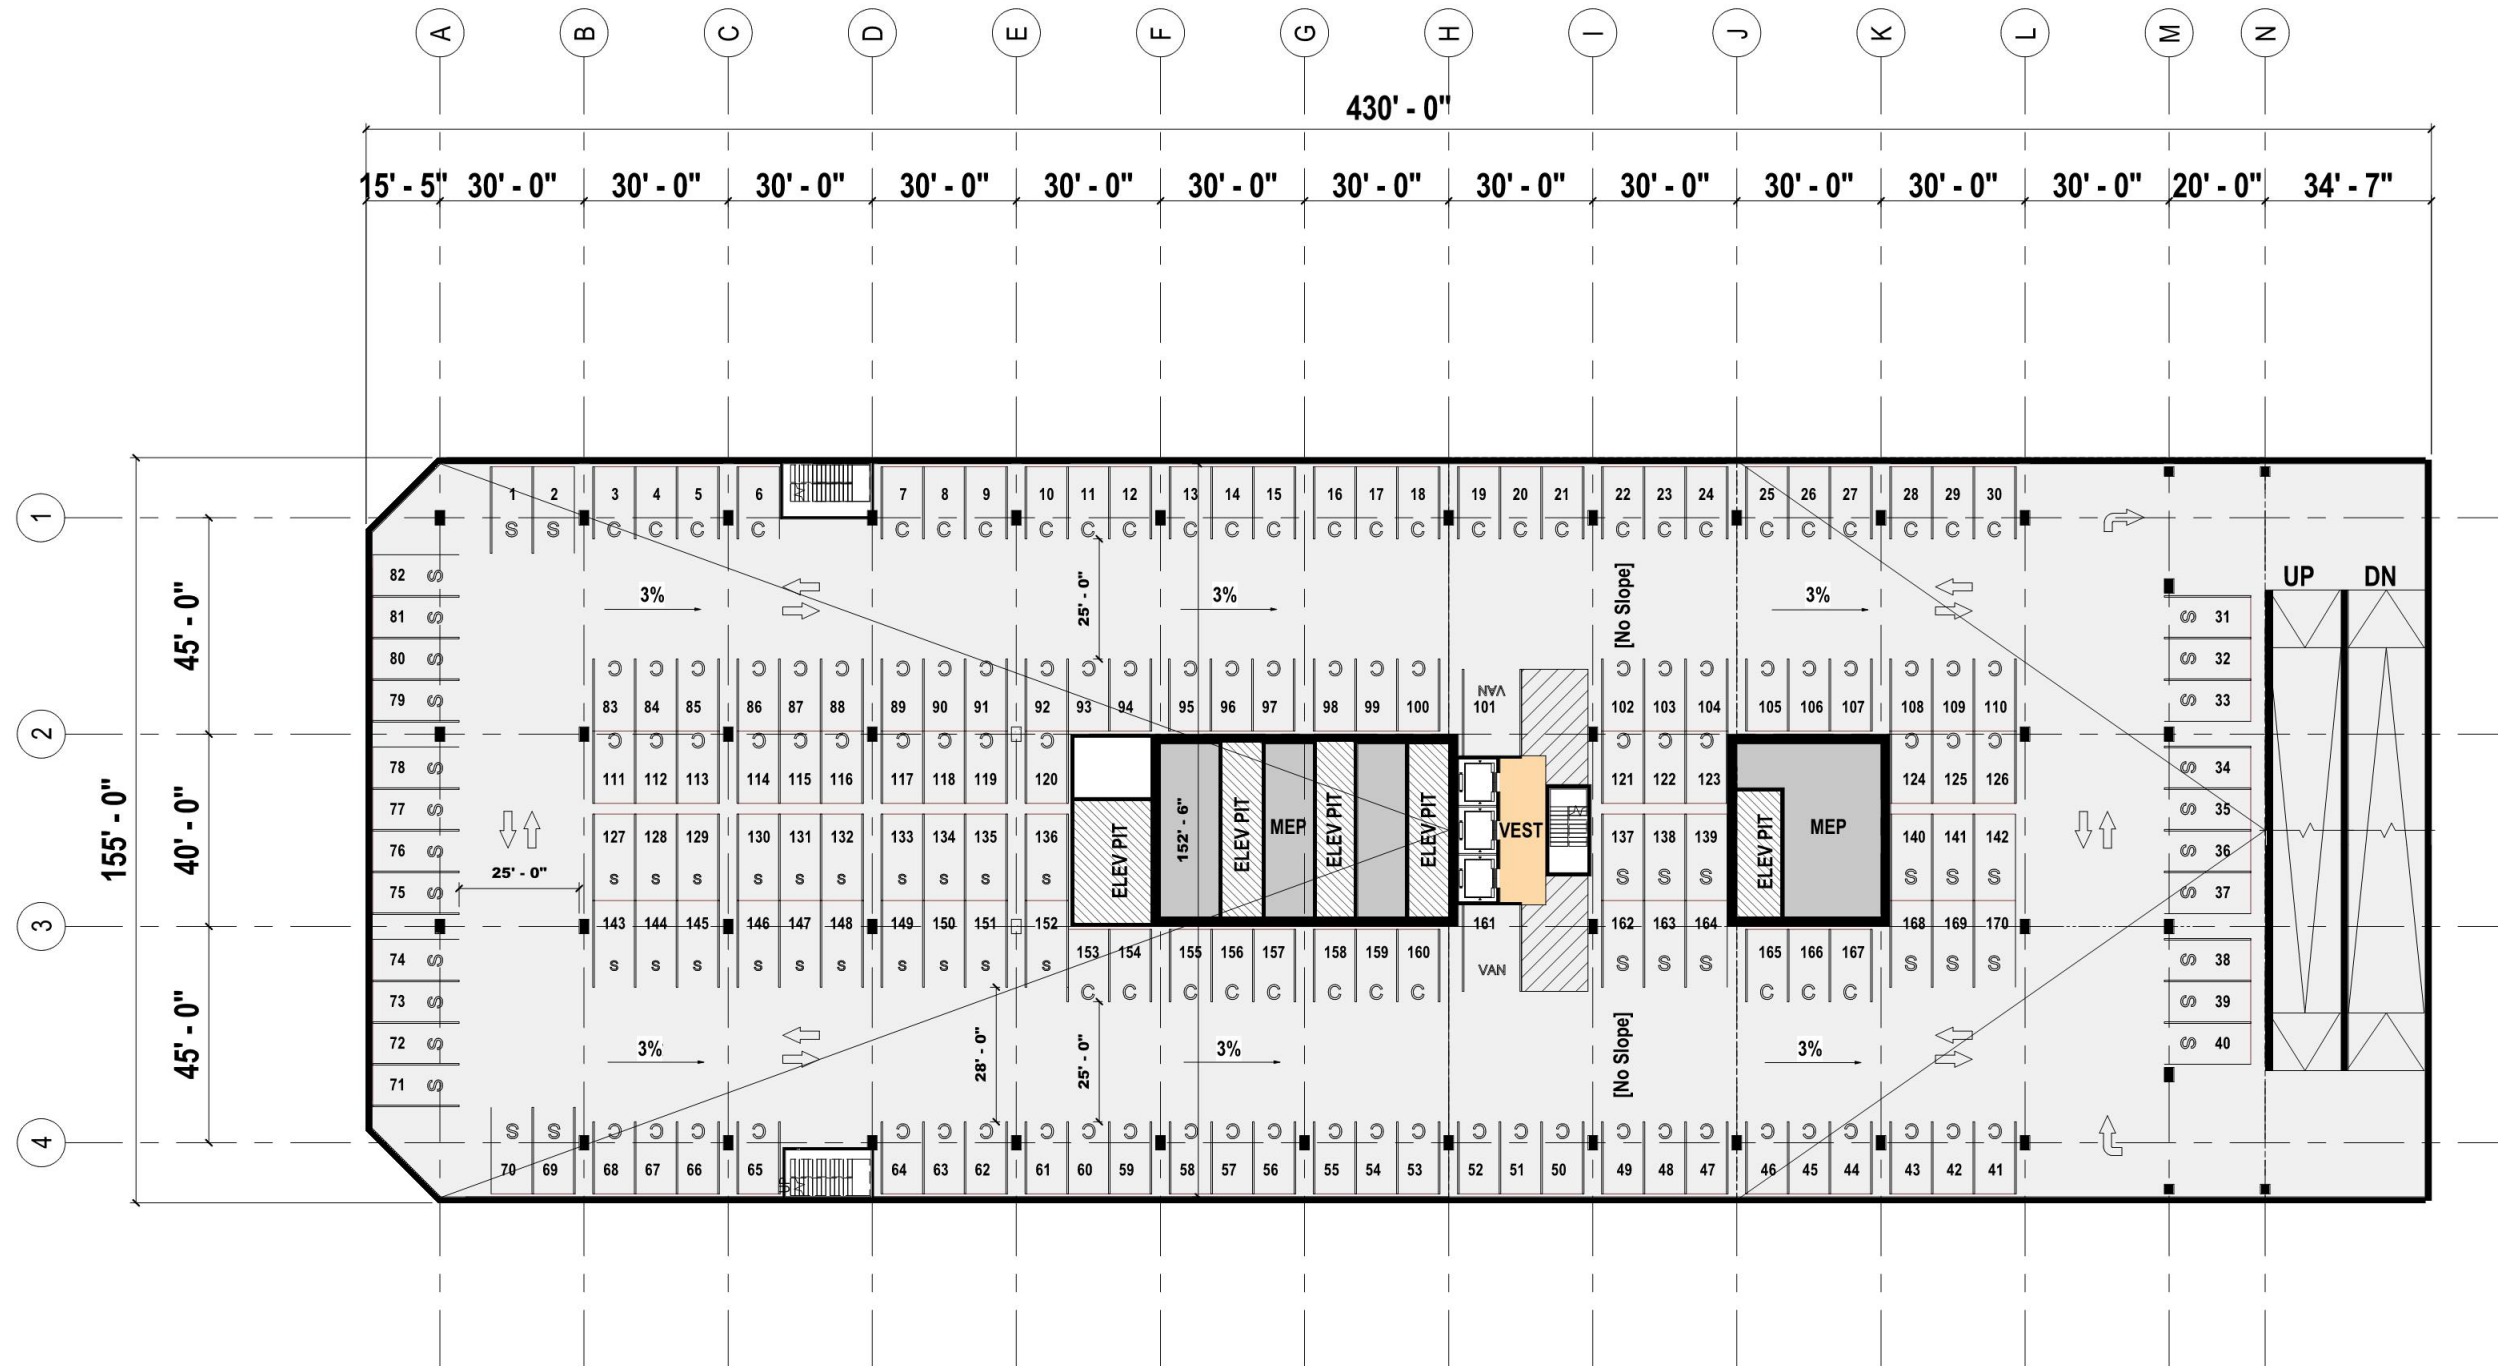 A B C D E F G H I J K L M N
430' - 0"
15' - 5" 30' - 0" 30' - 0" 30' - 0" 30' - 0" 30' - 0" 30' - 0" 30' - 0" 30' - 0" 30' - 0" 30' - 0" 30' - 0" 30' - 0" 20' - 0" 34' - 7"
1 2 3 4 5 6 7 8 9 10 11 12 13 14 15 16 17 18 19 20 21 22 23 24 25 26 27 28 29 30
1
S S C C C C C C C C C C C C C C C C C C C C C C C C C C C C
82 S
UP DN
3% 25' - 0" 3% [No Slope] 3%
81 S
S 31
45' - 0"
80 S
S 32
C C C C C C C C C C C C C C C C C C VAN C C C C C C C C C
79 S
S 33
83 84 85 86 87 88 89 90 91 92 93 94 95 96 97 98 99 100 101 102 103 104 105 106 107 108 109 110
2
C C C C C C C C C C C C C C C C
78 S
S 34
111 112 113 114 115 116 117 118 119 120 121 122 123 124 125 126
77 S
S 35
155' - 0"
40' - 0"
127 128 129 130 131 132 133 134 135 136 ELEV PIT 152' - 6" ELEV PIT MEP ELEV PIT ELEV PIT VEST 137 138 139 ELEV PIT MEP 140 141 142
76 S
S 36
25' - 0"
S S S S S S S S S S S S S S S S
75 S
S 37
3
143 144 145 146 147 148 149 150 151 152 161 162 163 164 168 169 170
153 154 155 156 157 158 159 160 165 166 167
74 S
S 38
S S S S S S S S S S VAN S S S S S S
C C C C C C C C C C C
73 S
S 39
45' - 0"
72 S
S 40
3% 28' - 0" 25' - 0" 3% [No Slope] 3%
71 S
4
S S C C C C C C C C C C C C C C C C C C C C C C C C C C C C
70 69 68 67 66 65 64 63 62 61 60 59 58 57 56 55 54 53 52 51 50 49 48 47 46 45 44 43 42 41